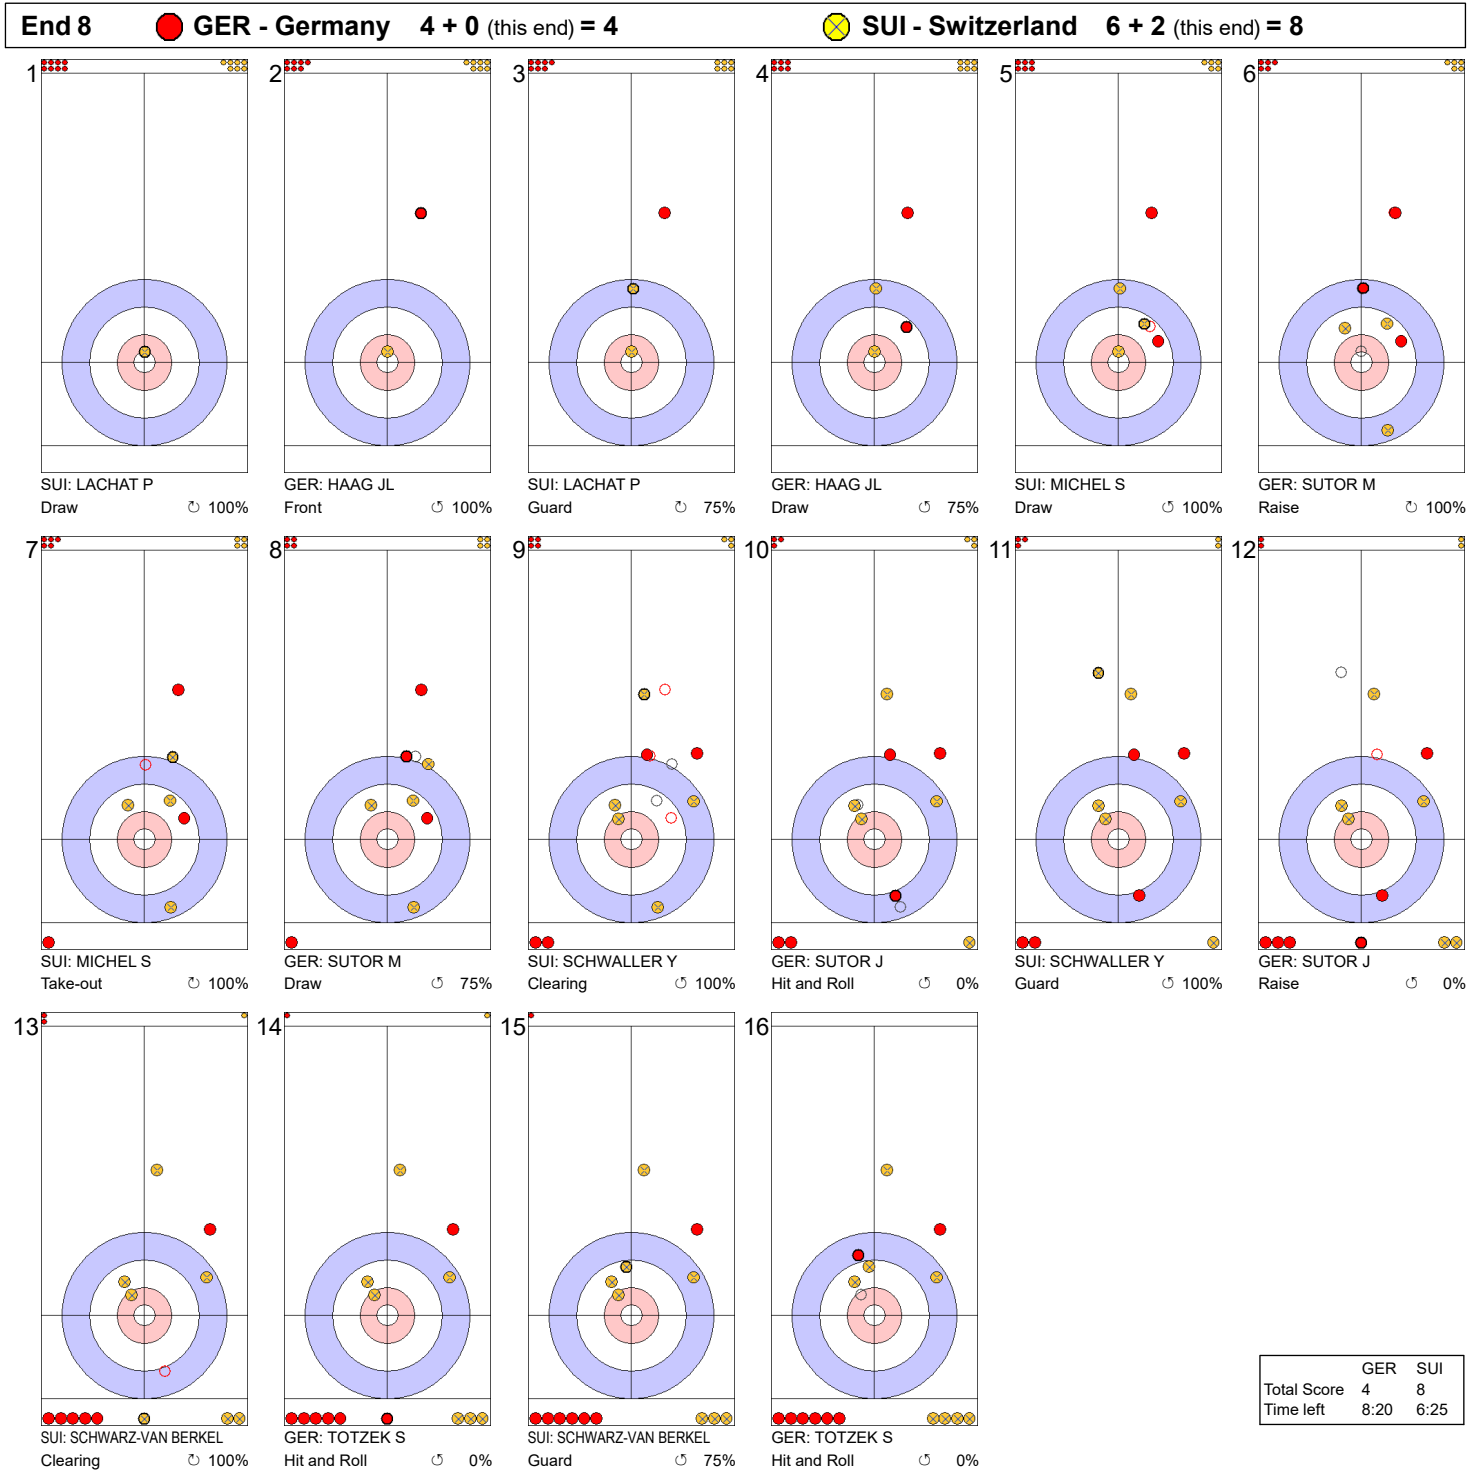 End 8 GER - Germany 4 + 0 (this end) = 4 SUI - Switzerland 6 + 2 (this end) = 8
1 2 3 4 5 6
SUI: LACHAT P GER: HAAG JL SUI: LACHAT P GER: HAAG JL SUI: MICHEL S GER: SUTOR M
Draw ↻ 100% Front ↺ 100% Guard ↻ 75% Draw ↺ 75% Draw ↻ 100% Raise ↻ 100%
7 8 9 10 11 12
SUI: MICHEL S GER: SUTOR M SUI: SCHWALLER Y GER: SUTOR J SUI: SCHWALLER Y GER: SUTOR J
Take-out ↻ 100% Draw ↺ 75% Clearing ↺ 100% Hit and Roll ↺ 0% Guard ↺ 100% Raise ↺ 0%
13 14 15 16
SUI: SCHWARZ-VAN BERKEL GER: TOTZEK S SUI: SCHWARZ-VAN BERKEL GER: TOTZEK S
Clearing ↻ 100% Hit and Roll ↺ 0% Guard ↺ 75% Hit and Roll ↺ 0%
GER SUI
Total Score 4 8
Time left 8:20 6:25